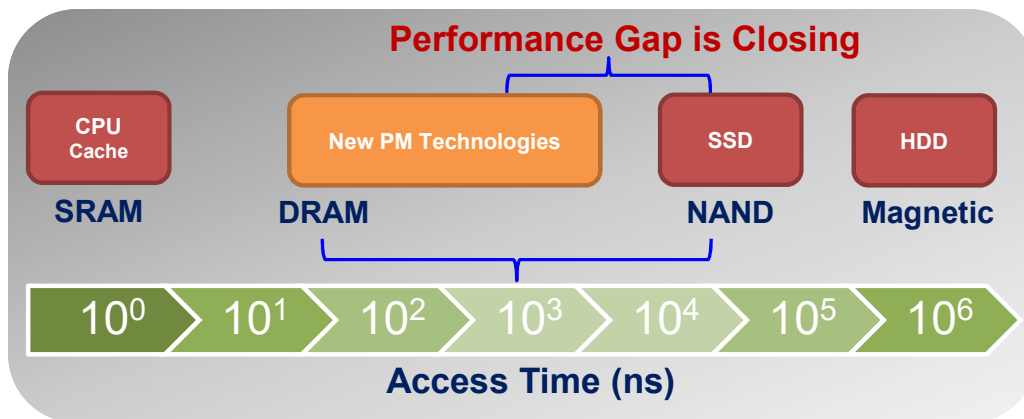 Performance Gap is Closing
CPU
Cache
New PM Technologies
SSD
HDD
SRAM
DRAM
NAND
Magnetic
10⁰ 10¹ 10² 10³ 10⁴ 10⁵ 10⁶
Access Time (ns)